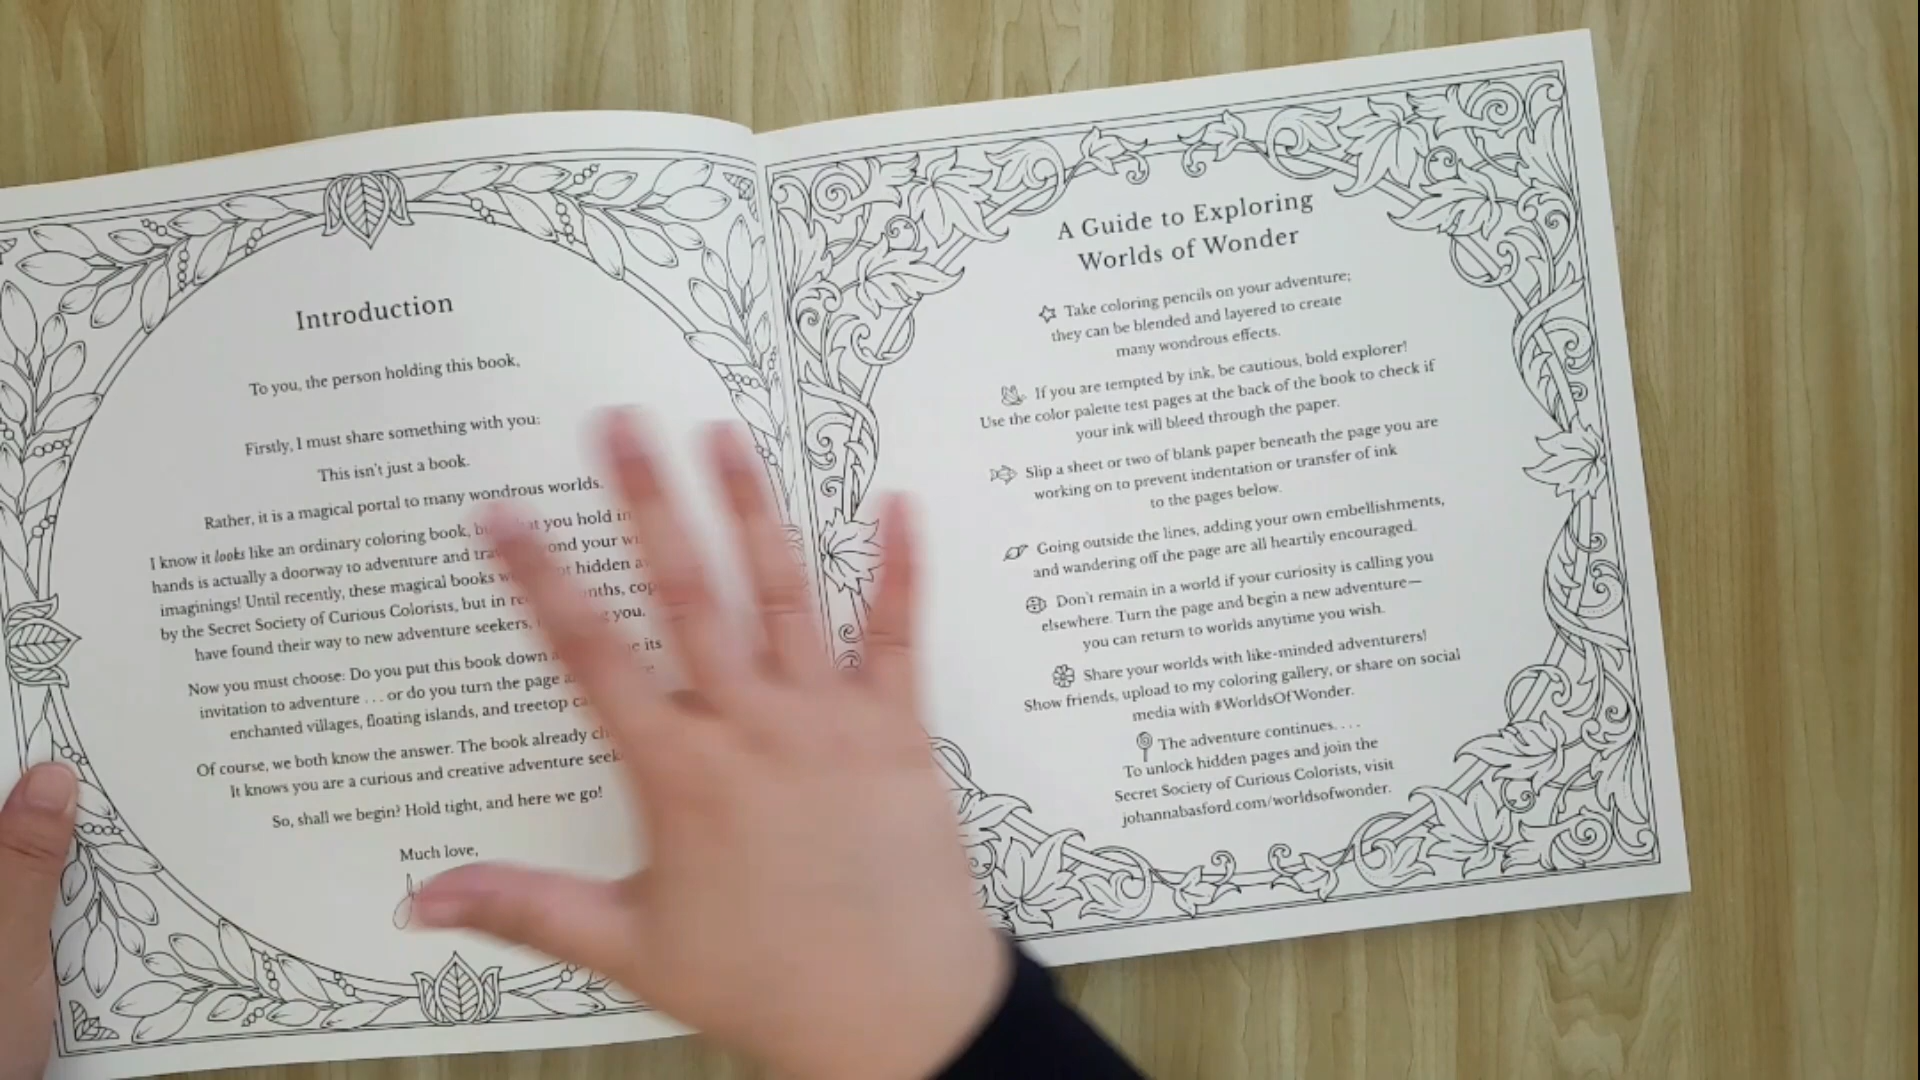 Introduction
To you, the person holding this book,
Firstly, I must share something with you:
This isn't just a book.
Rather, it is a magical portal to many wondrous worlds.
I know it looks like an ordinary coloring book, you hold in
hands is actually a doorway to adventure and your
imaginings! Until recently, these magical books hidden
by the Secret Society of Curious Colorists, but in
have found their way to new adventure seekers, you.
Now you must choose: Do you put this book down its
invitation to adventure . . . or do you turn the page
enchanted villages, floating islands, and treetop
Of course, we both know the answer. The book already
It knows you are a curious and creative adventure
So, shall we begin? Hold tight, and here we go!
Much love,
A Guide to Exploring
Worlds of Wonder
Take coloring pencils on your adventure;
they can be blended and layered to create
many wondrous effects.
If you are tempted by ink, be cautious, bold explorer!
Use the color palette test pages at the back of the book to check if
your ink will bleed through the paper.
Slip a sheet or two of blank paper beneath the page you are
working on to prevent indentation or transfer of ink
to the pages below.
Going outside the lines, adding your own embellishments,
and wandering off the page are all heartily encouraged.
Don't remain in a world if your curiosity is calling you
elsewhere. Turn the page and begin a new adventure—
you can return to worlds anytime you wish.
Share your worlds with like-minded adventurers!
Show friends, upload to my coloring gallery, or share on social
media with #WorldsOfWonder.
The adventure continues. . . .
To unlock hidden pages and join the
Secret Society of Curious Colorists, visit
johannabasford.com/worldsofwonder.